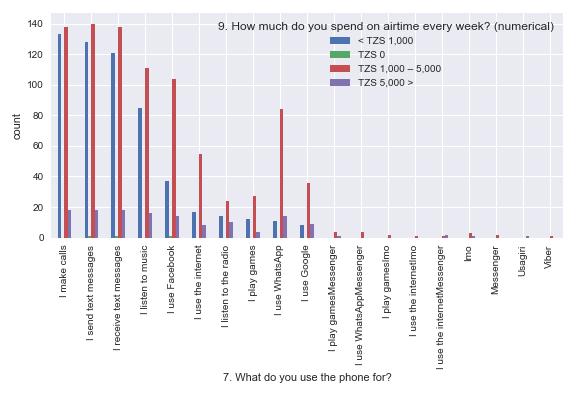 9. How much do you spend on airtime every week? (numerical)
< TZS 1,000
TZS 0
TZS 1,000 – 5,000
TZS 5,000 >
140
120
100
80
60
40
20
0
count
I make calls
I send text messages
I receive text messages
I listen to music
I use Facebook
I use the internet
I listen to the radio
I play games
I use WhatsApp
I use Google
I play gamesMessenger
I use WhatsAppMessenger
I play gamesImo
I use the internetImo
I use the internetMessenger
Imo
Messenger
Usagiri
Viber
7. What do you use the phone for?